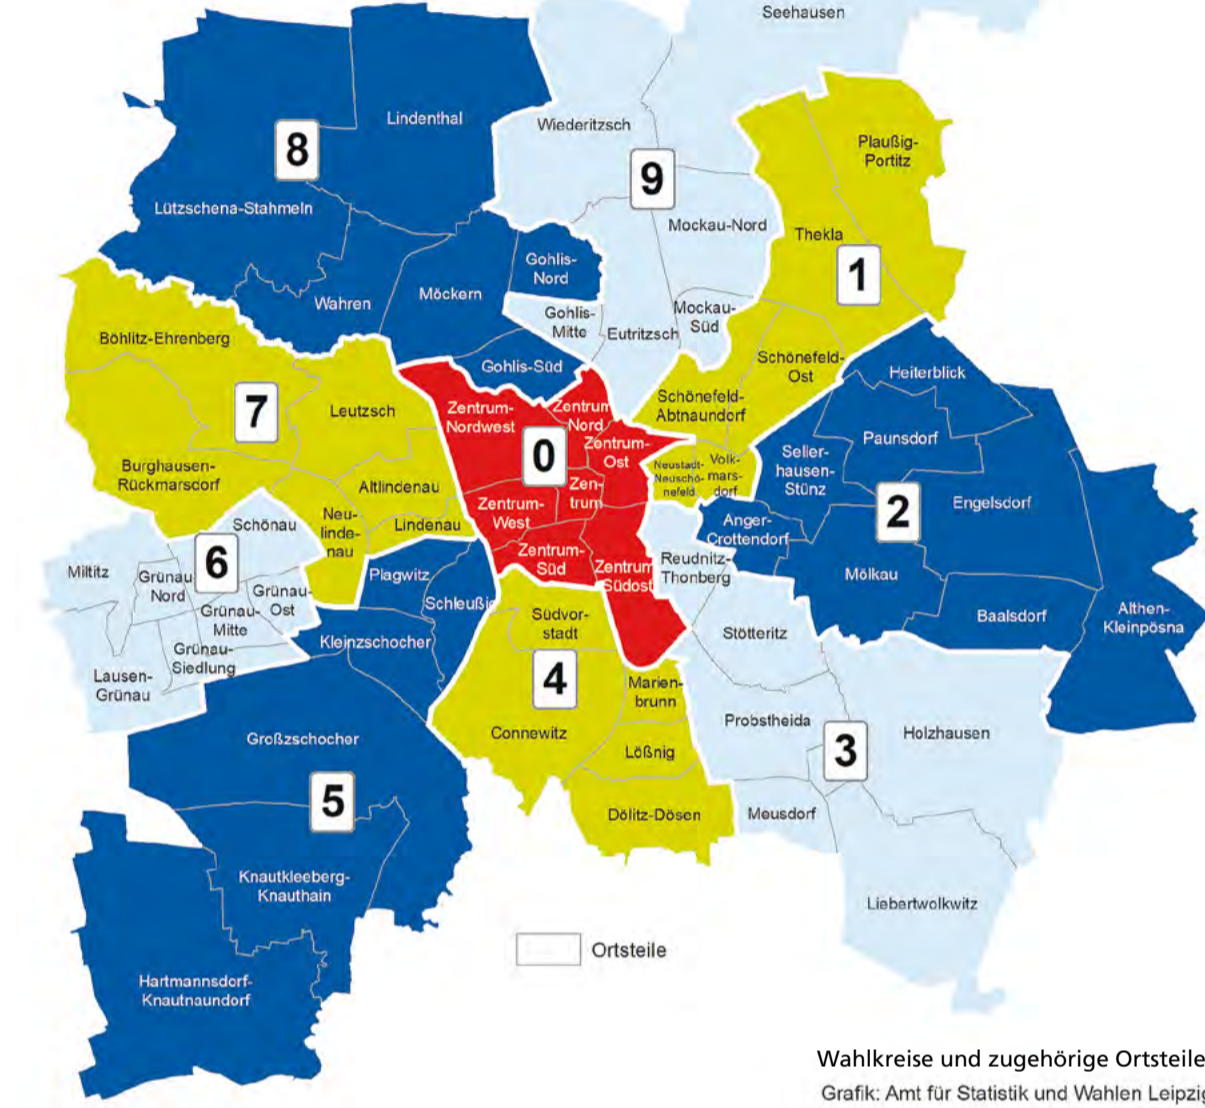 Seehausen
Lindenthal
Wiederitzsch
8
Plaußig-
Portitz
9
Lützschena-Stahmeln
Mockau-Nord
Thekla
Gohlis-
Nord
1
Möckern
Wahren
Gohlis-
Mitte
Mockau-
Süd
Eutritzsch
Böhlitz-Ehrenberg
Gohlis-Süd
Schönefeld-
Ost
Heiterblick
7
Leutzsch
Zentrum-
Nordwest
Zentrum
Nord
Schönefeld-
Abtnaundorf
Paunsdorf
0
Zentrum-
Ost
Sellerhausen-
Stünz
Neustadt-
Neuschö-
nefeld
Volk-
mars-
dorf
Burghausen-
Rückmarsdorf
Altlindenau
Zen-
trum
2
Engelsdorf
Zentrum-
West
Schönau
Neu-
linde-
nau
Lindenau
Anger-
Crottendorf
6
Zentrum-
Süd
Zentrum
Südost
Reudnitz-
Thonberg
Miltitz
Grünau
Nord
Plagwitz
Mölkau
Grünau-
Ost
Schleußi
Grünau-
Mitte
Südvor-
stadt
Baalsdorf
Althen-
Kleinpösna
Kleinzschocher
Stötteritz
Grünau-
Siedlung
Lausen-
Grünau
4
Marien-
brunn
Probstheida
Connewitz
Holzhausen
Großzschocher
Lößnig
3
5
Dölitz-Dösen
Meusdorf
Knautkleeberg-
Knauthain
Liebertwolkwitz
Ortsteile
Hartmannsdorf-
Knautnaundorf
Wahlkreise und zugehörige Ortsteile
Grafik: Amt für Statistik und Wahlen Leipzig